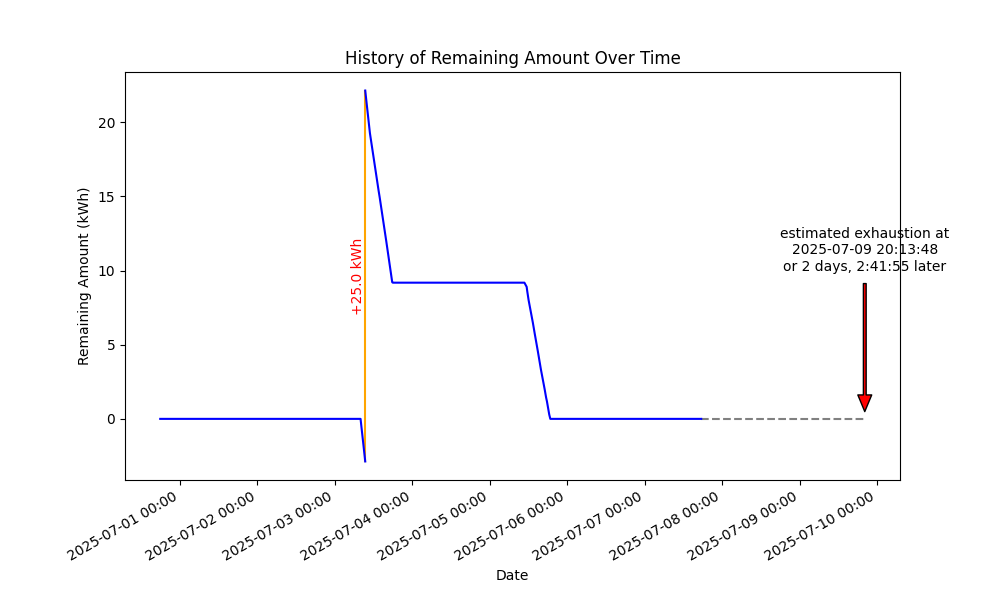 History of Remaining Amount Over Time
Remaining Amount (kWh)
20
15
10
5
0
+25.0 kWh
estimated exhaustion at
2025-07-09 20:13:48
or 2 days, 2:41:55 later
2025-07-01 00:00
2025-07-02 00:00
2025-07-03 00:00
2025-07-04 00:00
2025-07-05 00:00
2025-07-06 00:00
2025-07-07 00:00
2025-07-08 00:00
2025-07-09 00:00
2025-07-10 00:00
Date